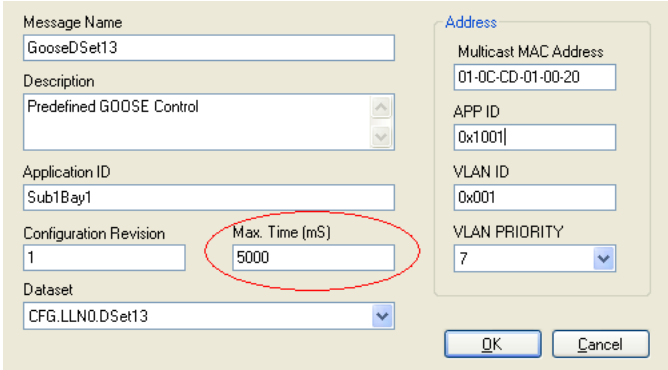 Message Name
GooseDSet13
Description
Predefined GOOSE Control
Application ID
Sub1Bay1
Configuration Revision
1
Max. Time (mS)
5000
Dataset
CFG.LLN0.DSet13
Address
Multicast MAC Address
01-0C-CD-01-00-20
APP ID
0x1001
VLAN ID
0x001
VLAN PRIORITY
7
OK
Cancel